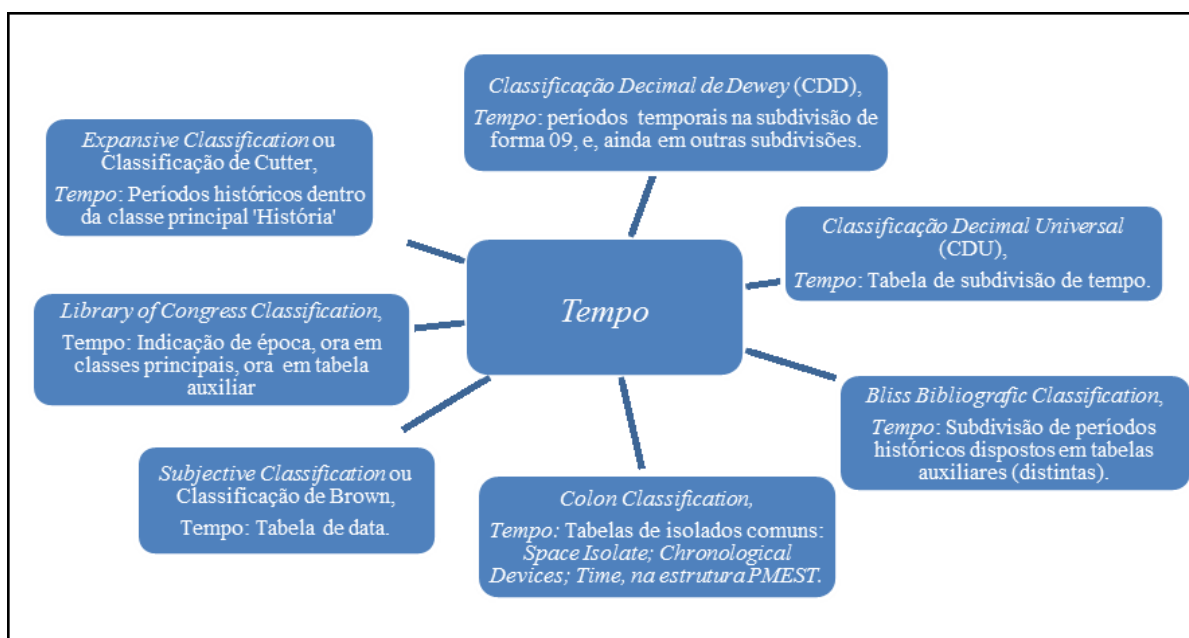 Classificação Decimal de Dewey (CDD),
Tempo: períodos temporais na subdivisão de
forma 09, e, ainda em outras subdivisões.
Expansive Classification ou
Classificação de Cutter,
Tempo: Períodos históricos dentro
da classe principal 'História'
Classificação Decimal Universal
(CDU),
Tempo: Tabela de subdivisão de tempo.
Tempo
Library of Congress Classification,
Tempo: Indicação de época, ora em
classes principais, ora em tabela
auxiliar
Bliss Bibliografic Classification,
Tempo: Subdivisão de períodos
históricos dispostos em tabelas
auxiliares (distintas).
Subjective Classification ou
Classificação de Brown,
Tempo: Tabela de data.
Colon Classification,
Tempo: Tabelas de isolados comuns:
Space Isolate; Chronological
Devices; Time, na estrutura PMEST.